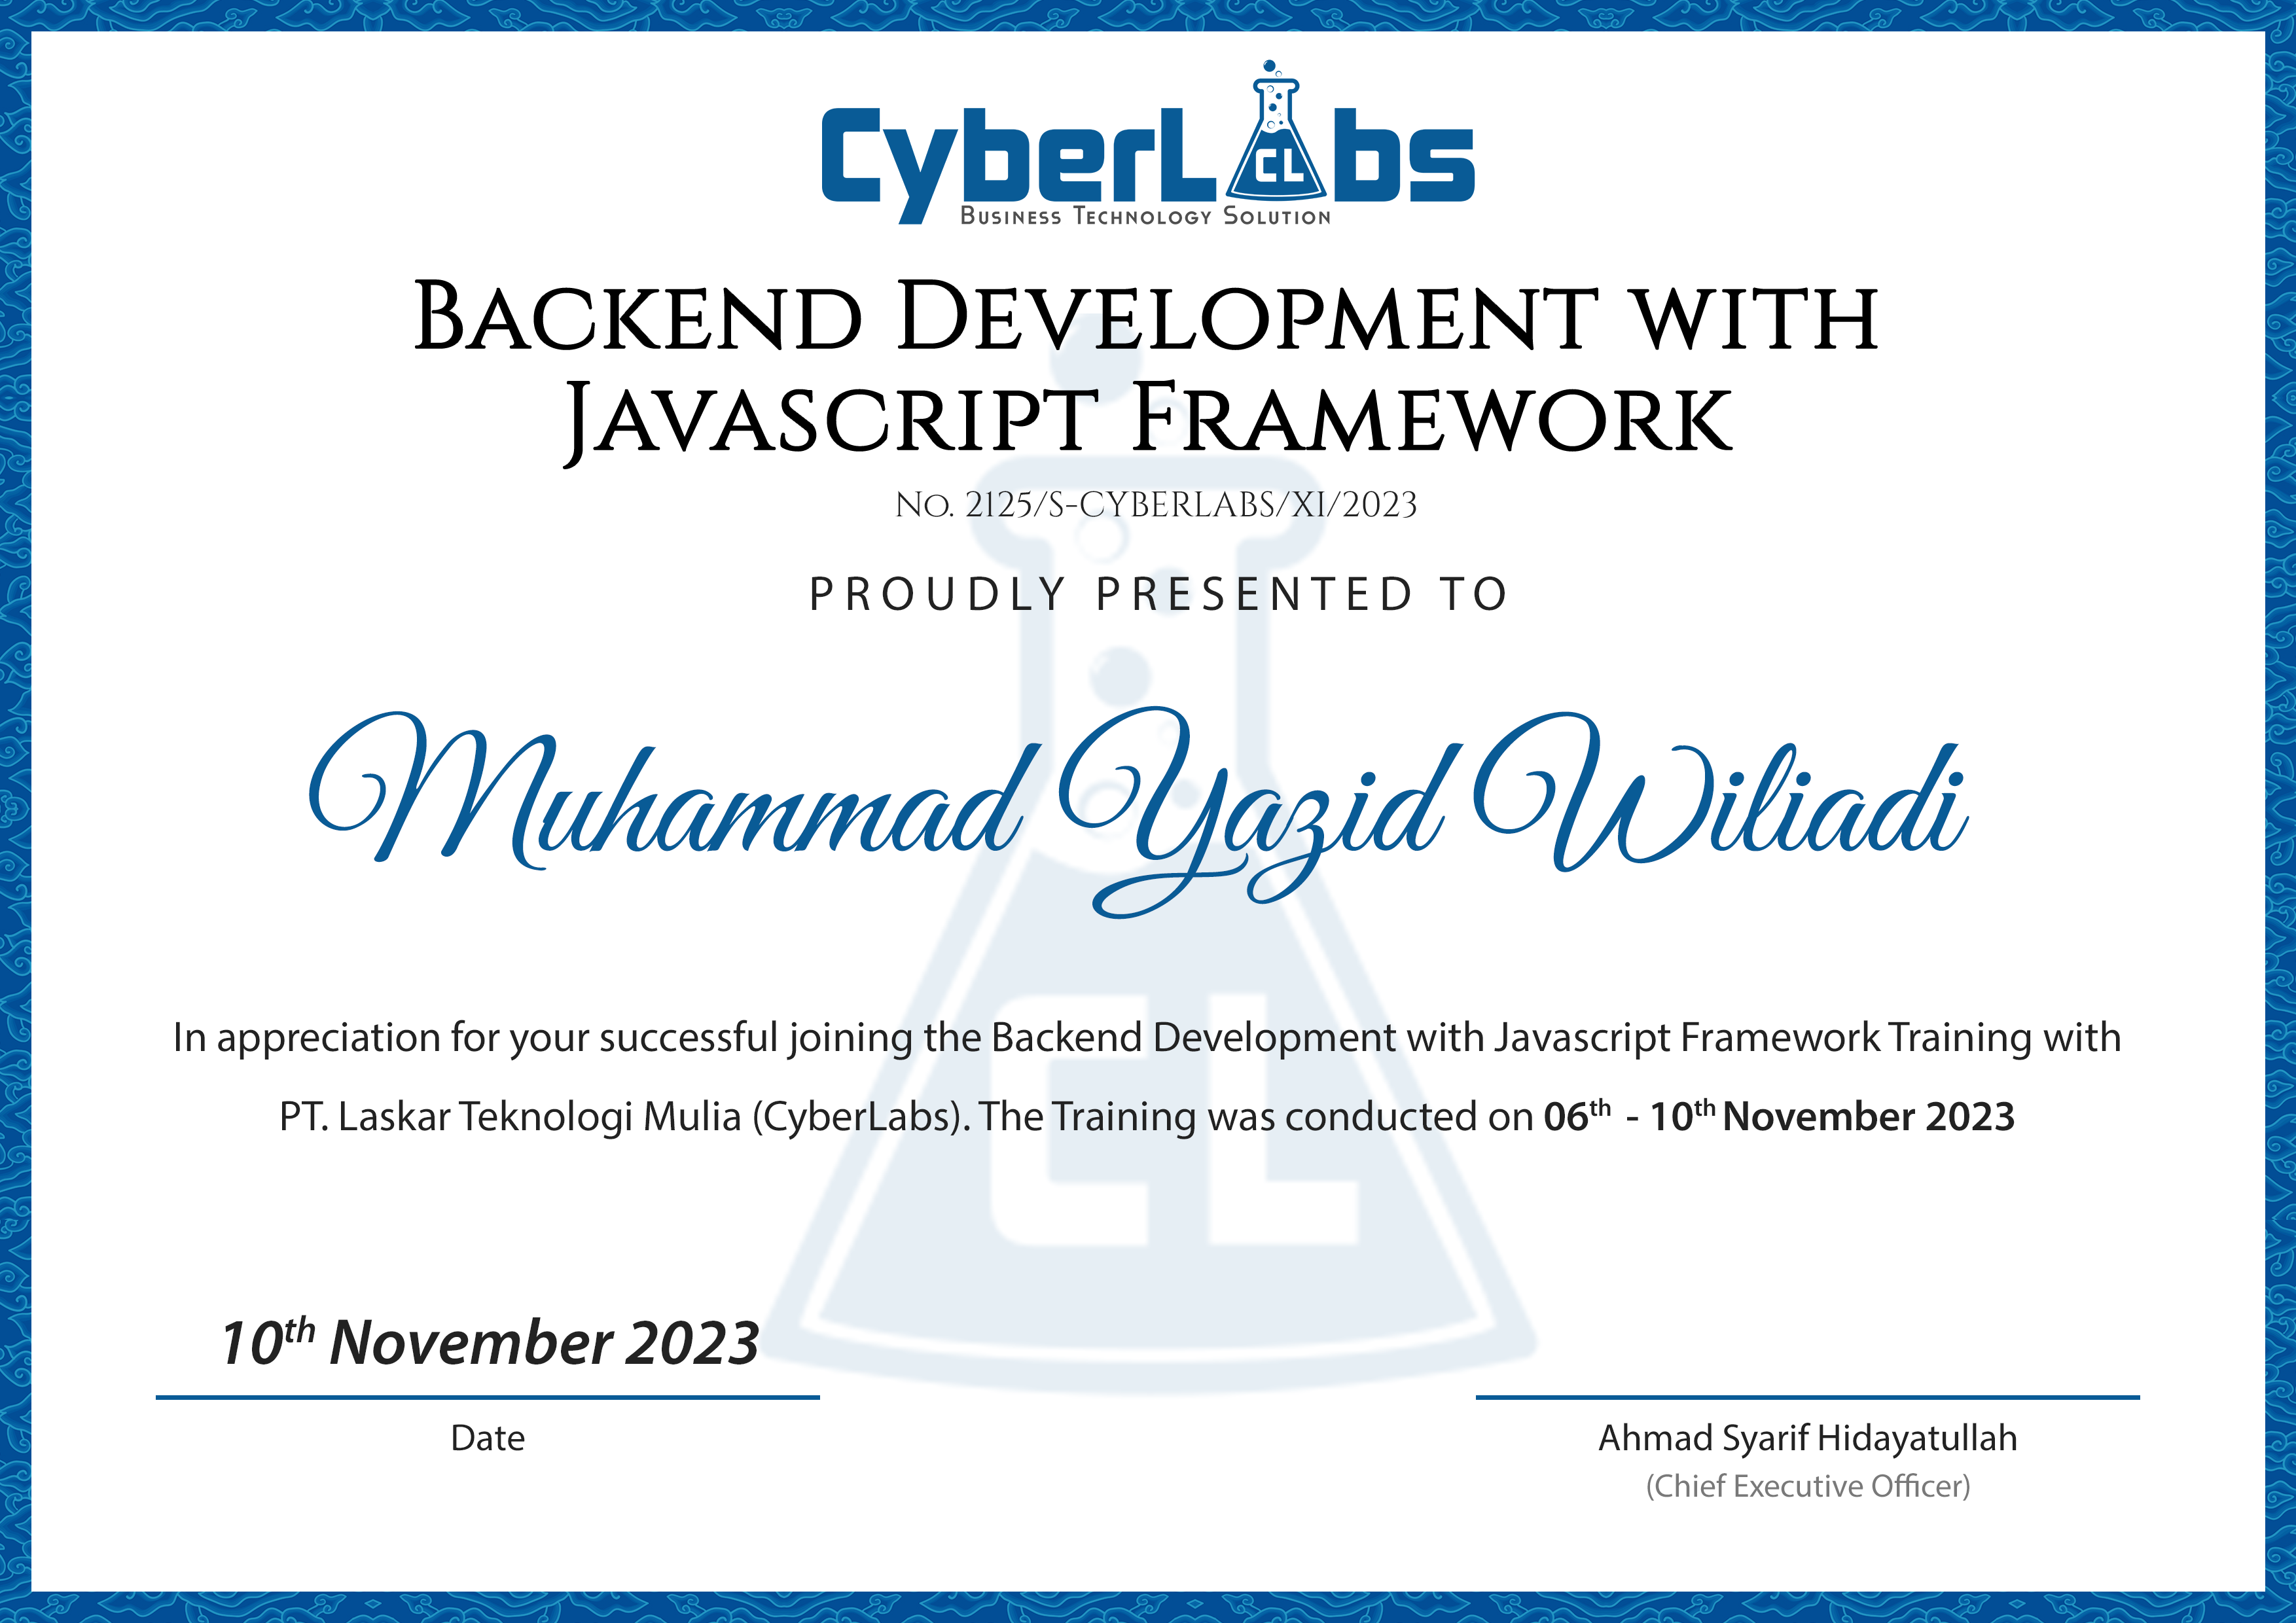 CyberLabs
CL
Business Technology Solution
Backend Development with
Javascript Framework
No. 2125/S-CYBERLABS/XI/2023
PROUDLY PRESENTED TO
Muhammad Yazid Wiliadi
In appreciation for your successful joining the Backend Development with Javascript Framework Training with
PT. Laskar Teknologi Mulia (CyberLabs). The Training was conducted on 06th - 10th November 2023
CL
10th November 2023
Date
Ahmad Syarif Hidayatullah
(Chief Executive Officer)